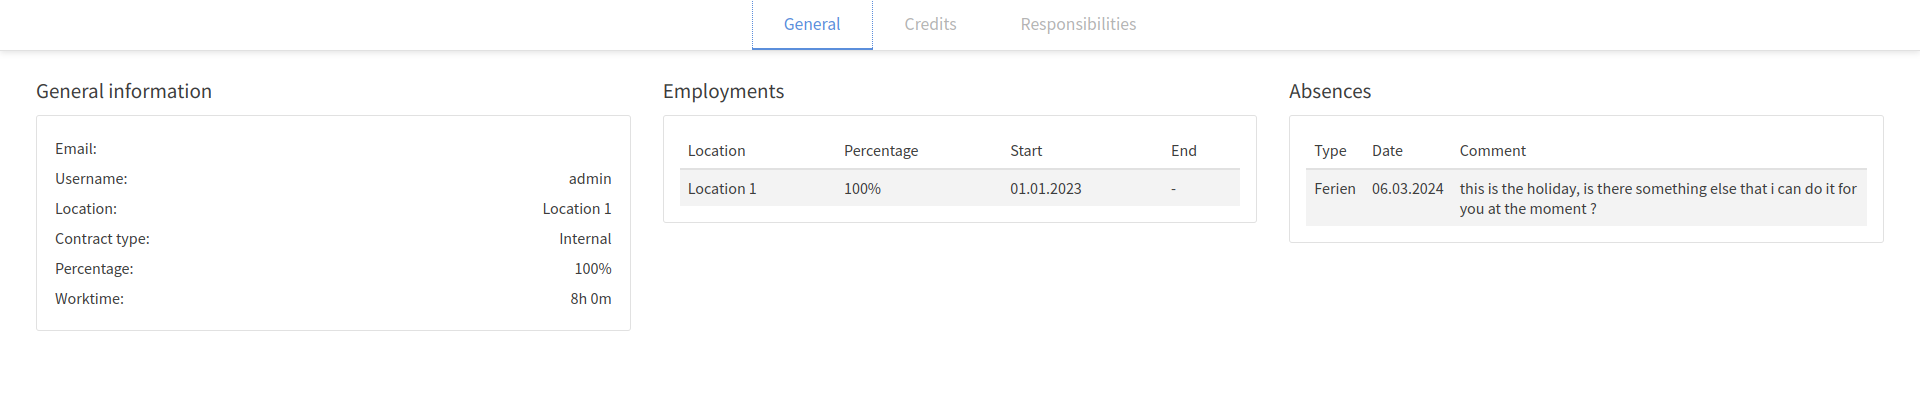 General Credits Responsibilities
General information
Email:
Username: admin
Location: Location 1
Contract type: Internal
Percentage: 100%
Worktime: 8h 0m
Employments
Location Percentage Start End
Location 1 100% 01.01.2023 -
Absences
Type Date Comment
Ferien 06.03.2024 this is the holiday, is there something else that i can do it for
you at the moment ?